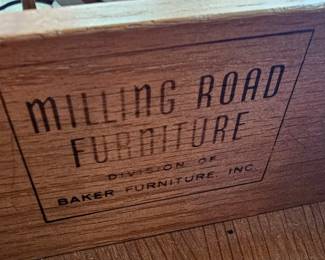 MILLING ROAD
FURNITURE
DIVISION OF
BAKER FURNITURE, INC.